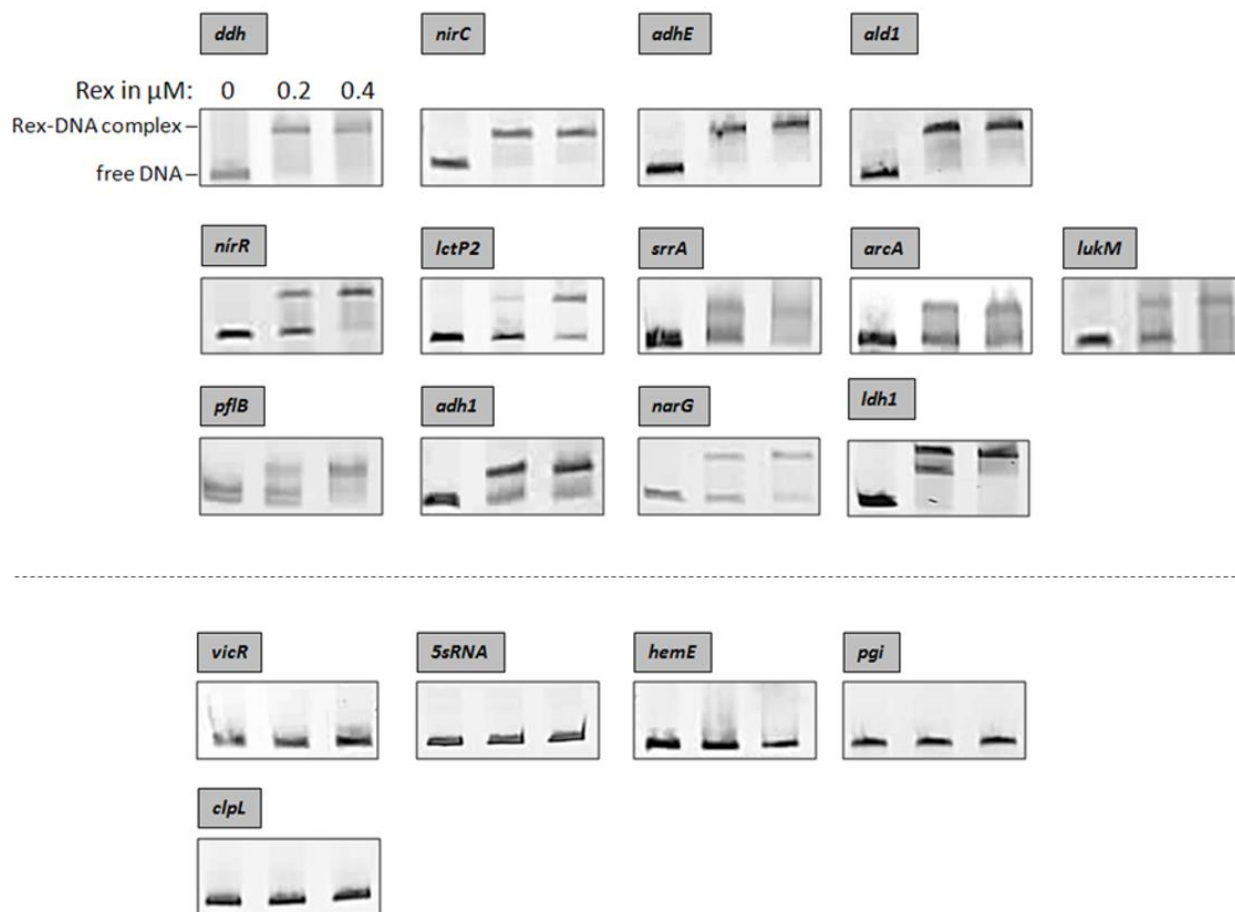 ddh nirC adhE ald1
Rex in μM: 0 0.2 0.4
Rex-DNA complex
free DNA
nirR lctP2 srrA arcA lukM
pflB adh1 narG ldh1
vicR 5sRNA hemE pgi
clpL